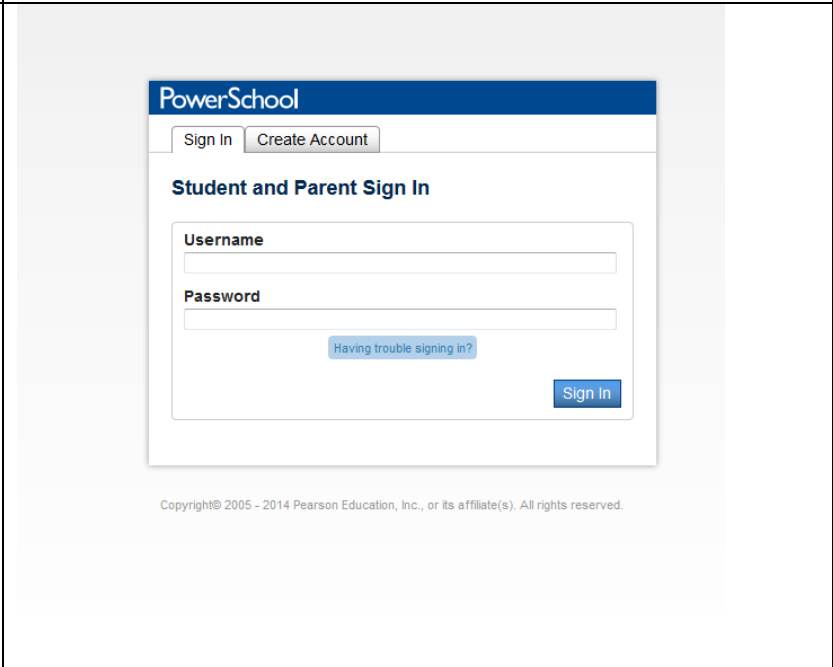 PowerSchool
Sign In Create Account
Student and Parent Sign In
Username
Password
Having trouble signing in?
Sign In
Copyright© 2005 - 2014 Pearson Education, Inc., or its affiliate(s). All rights reserved.